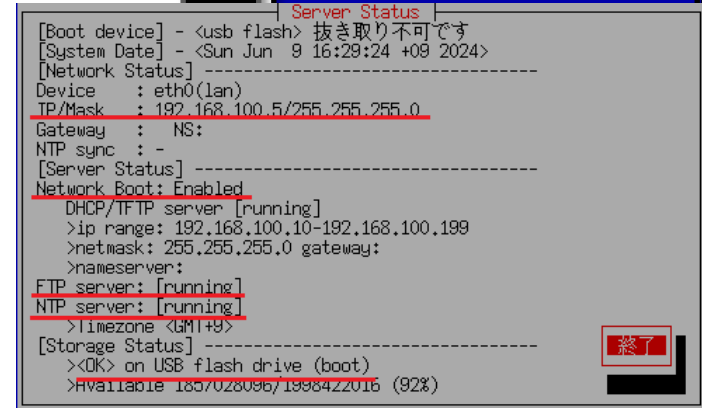 Server Status
[Boot device] - <usb flash> 抜き取り不可です
[System Date] - <Sun Jun  9 16:29:24 +09 2024>
[Network Status] ----------------------------------
Device    : eth0(lan)
IP/Mask   : 192.168.100.5/255.255.255.0
Gateway   :   NS:
NTP sync  : -
[Server Status] -----------------------------------
Network Boot: Enabled
DHCP/TFTP server [running]
>ip range: 192.168.100.10-192.168.100.199
>netmask: 255.255.255.0 gateway:
>nameserver:
FTP server: [running]
NTP server: [running]
>Timezone <GMT+9>
[Storage Status] ----------------------------------
><OK> on USB flash drive (boot)
>Available 1857028096/1998422016 (92%)
終了